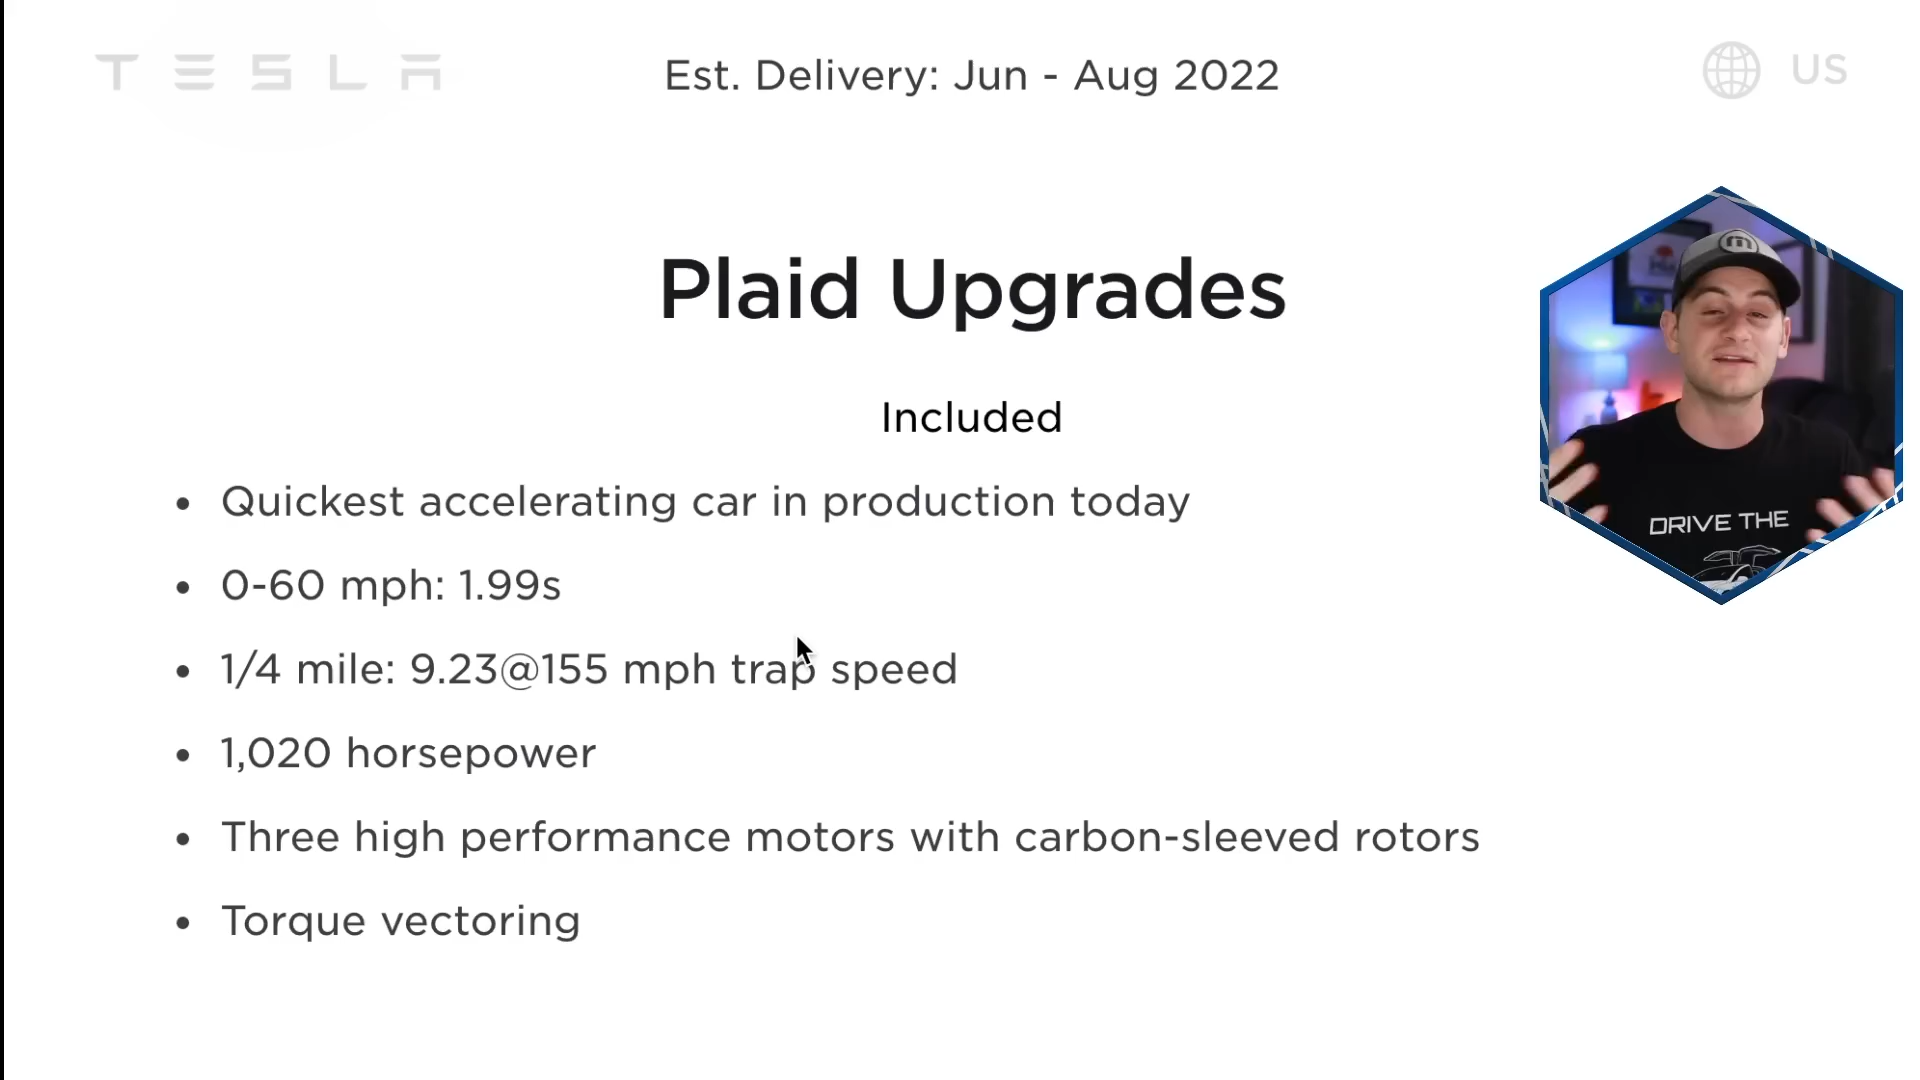 TESLA
Est. Delivery: Jun - Aug 2022
US
Plaid Upgrades
Included
• Quickest accelerating car in production today
• 0-60 mph: 1.99s
• 1/4 mile: 9.23@155 mph trap speed
• 1,020 horsepower
• Three high performance motors with carbon-sleeved rotors
• Torque vectoring
m
DRIVE THE